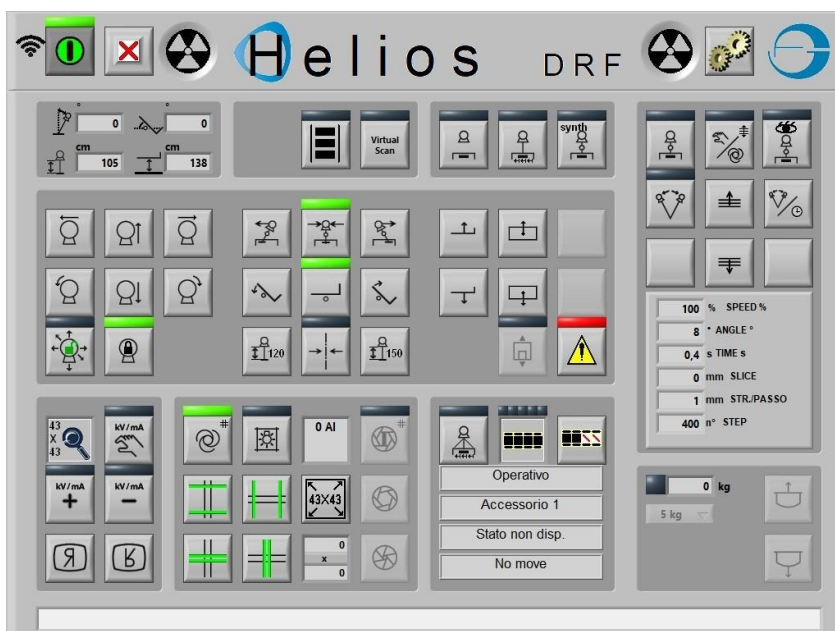 Helios DRF
° 0 ° 0
cm 105 cm 138
Virtual
Scan
synth
120
150
100 % SPEED %
8 ° ANGLE °
0,4 s TIME s
0 mm SLICE
1 mm STR/PASSO
400 n° STEP
43
X
43
kV/mA
kV/mA
+
kV/mA
−
R
R
#
0 Al
#
43X43
0
x
0
Operativo
Accessorio 1
Stato non disp.
No move
0 kg
5 kg